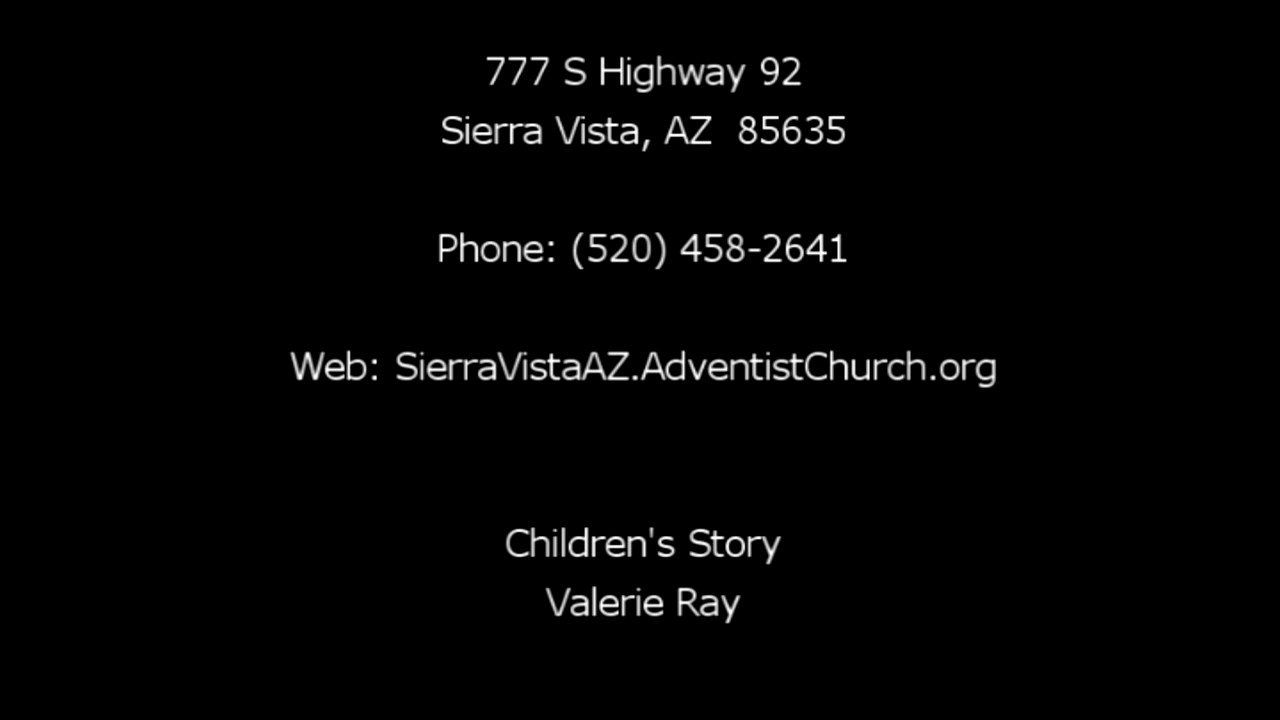 777 S Highway 92
Sierra Vista, AZ  85635
Phone: (520) 458-2641
Web: SierraVistaAZ.AdventistChurch.org
Children's Story
Valerie Ray